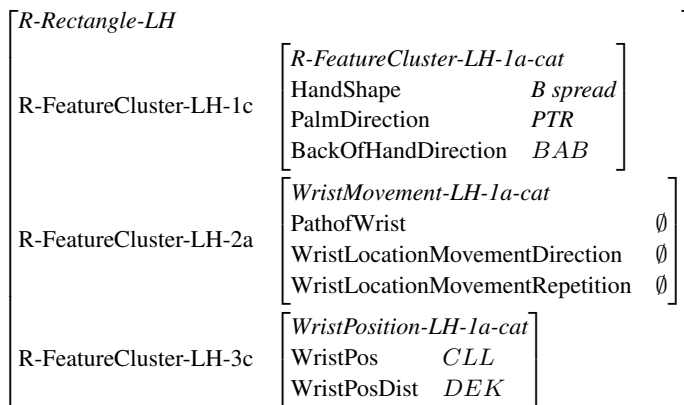 R-Rectangle-LH
R-FeatureCluster-LH-1c
R-FeatureCluster-LH-1a-cat
HandShape B spread
PalmDirection PTR
BackOfHandDirection BAB
R-FeatureCluster-LH-2a
WristMovement-LH-1a-cat
PathofWrist ∅
WristLocationMovementDirection ∅
WristLocationMovementRepetition ∅
R-FeatureCluster-LH-3c
WristPosition-LH-1a-cat
WristPos CLL
WristPosDist DEK